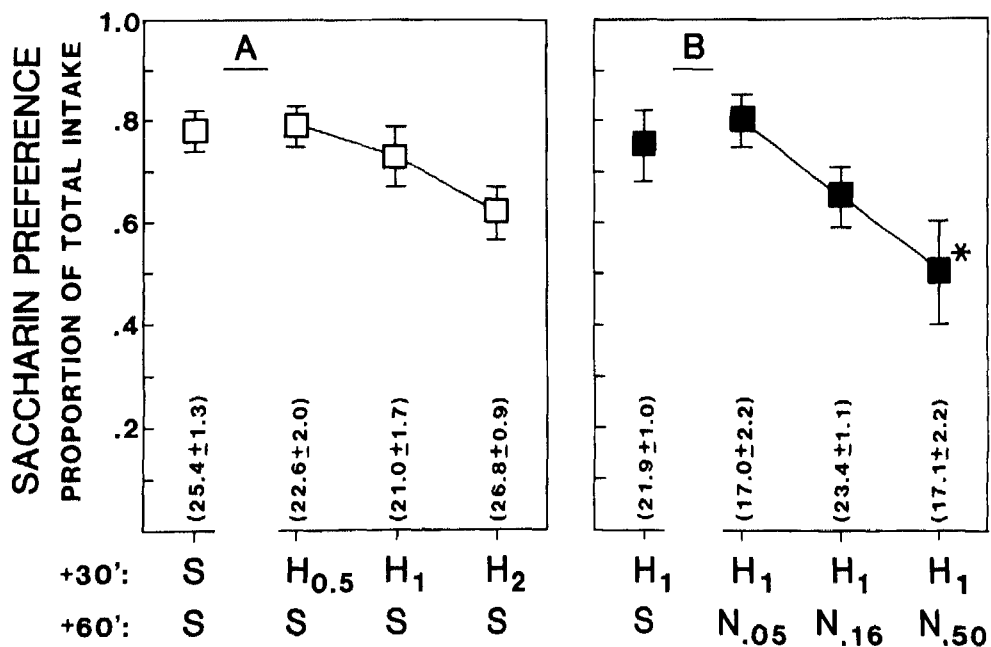 SACCHARIN PREFERENCE
PROPORTION OF TOTAL INTAKE
1.0
.8
.6
.4
.2
A
(25.4±1.3)
(22.6±2.0)
(21.0±1.7)
(26.8±0.9)
B
*
(21.9±1.0)
(17.0±2.2)
(23.4±1.1)
(17.1±2.2)
+30': S H0.5 H1 H2 H1 H1 H1 H1
+60': S S S S S N.05 N.16 N.50